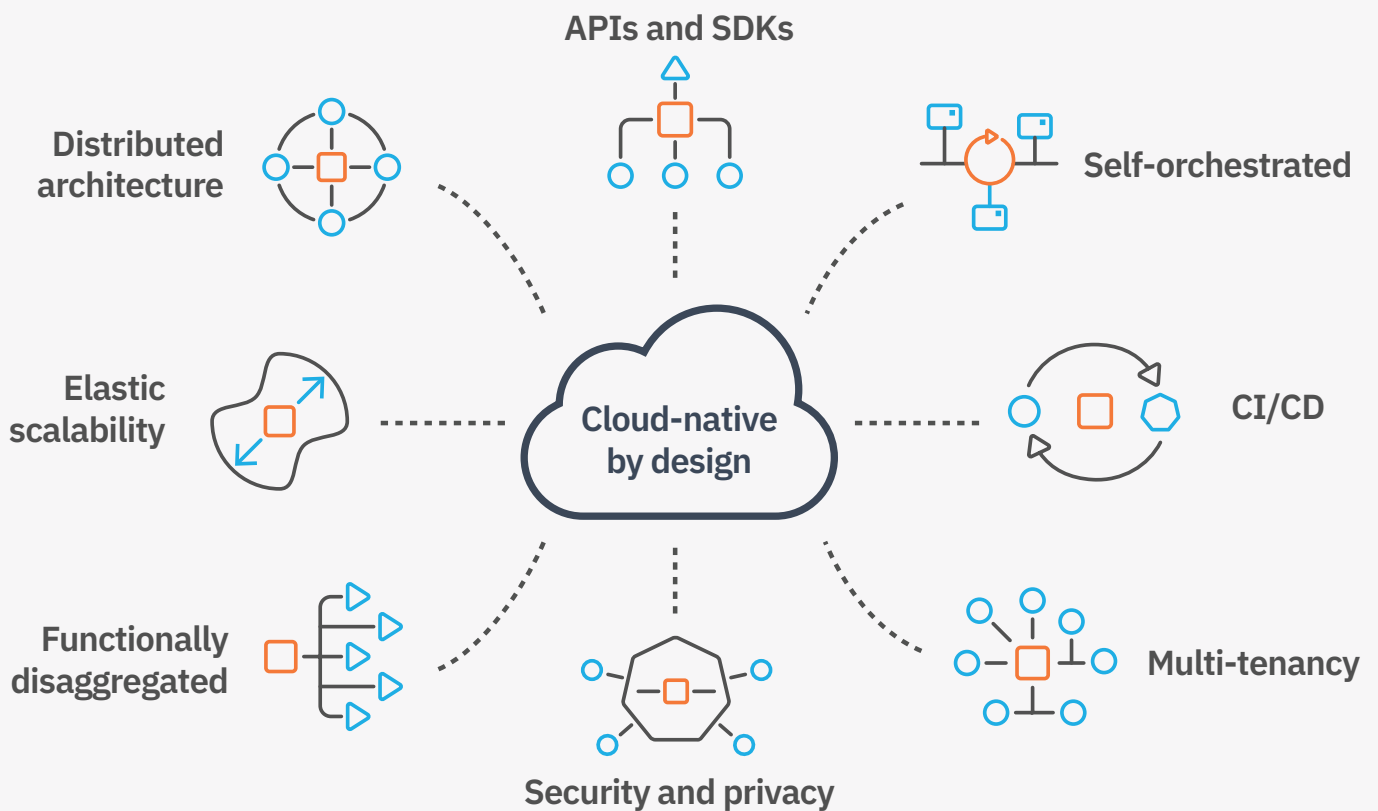 APIs and SDKs
Distributed
architecture
Self-orchestrated
Elastic
scalability
Cloud-native
by design
CI/CD
Functionally
disaggregated
Multi-tenancy
Security and privacy